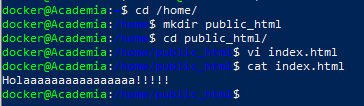 docker@Academia: $ cd /home/
docker@Academia:/home$ mkdir public_html
docker@Academia:/home$ cd public_html/
docker@Academia:/home/public_html$ vi index.html
docker@Academia:/home/public_html$ cat index.html
Holaaaaaaaaaaaaaaaa!!!!!
docker@Academia:/home/public_html$